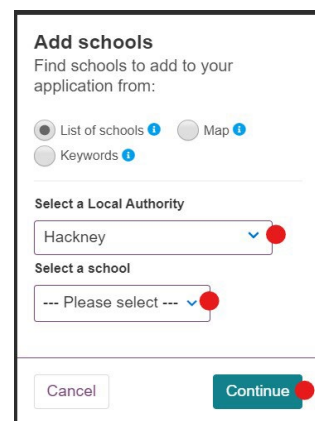 Add schools
Find schools to add to your
application from:
List of schools Map
Keywords
Select a Local Authority
Hackney
Select a school
--- Please select ---
Cancel Continue